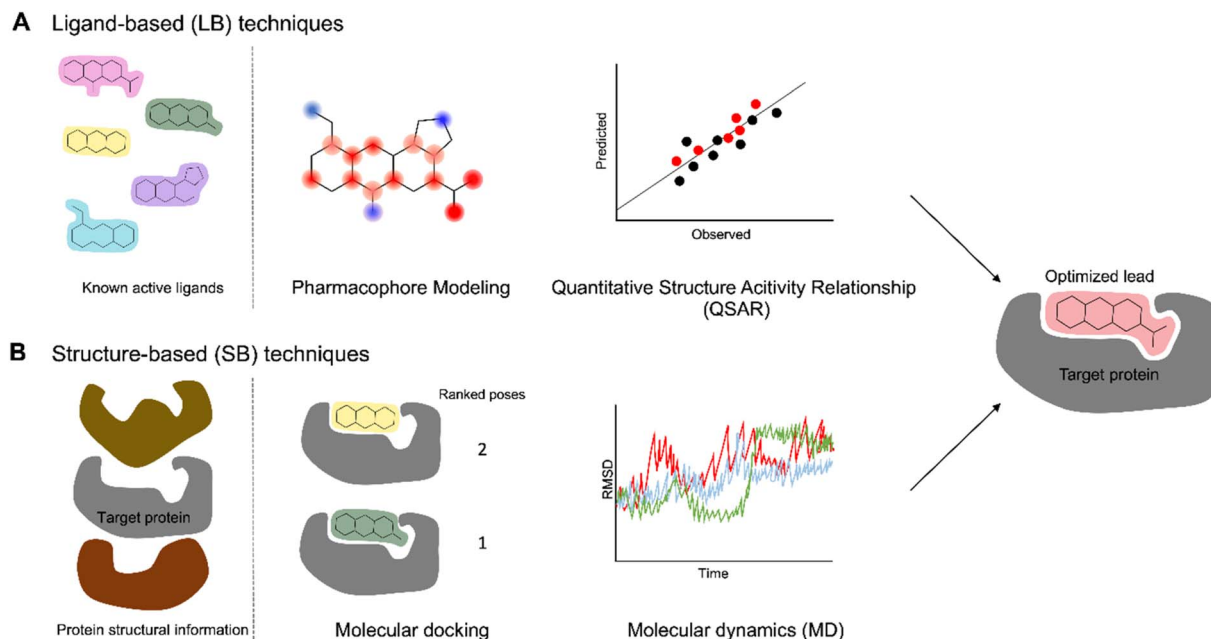 A Ligand-based (LB) techniques
Known active ligands
Pharmacophore Modeling
Predicted
Observed
Quantitative Structure Acitivity Relationship
(QSAR)
Optimized lead
Target protein
B Structure-based (SB) techniques
Target protein
Protein structural information
Ranked poses
2
1
Molecular docking
RMSD
Time
Molecular dynamics (MD)